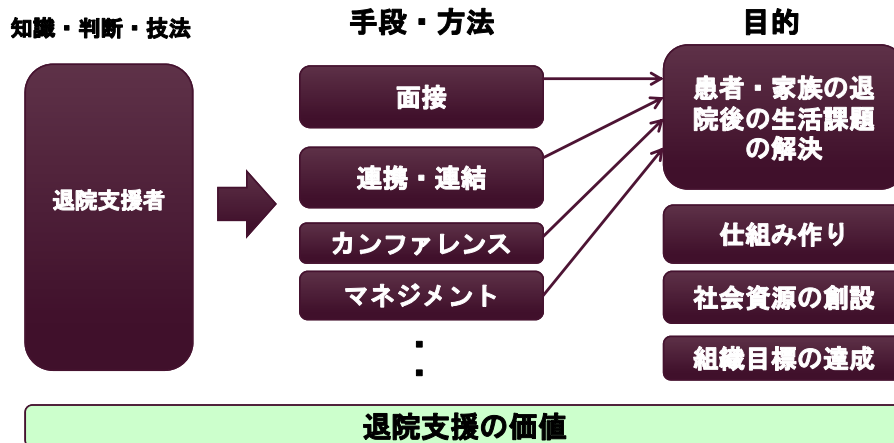 知識・判断・技法
手段・方法
目的
退院支援者
面接
連携・連結
カンファレンス
マネジメント
：
患者・家族の退
院後の生活課題
の解決
仕組み作り
社会資源の創設
組織目標の達成
退院支援の価値